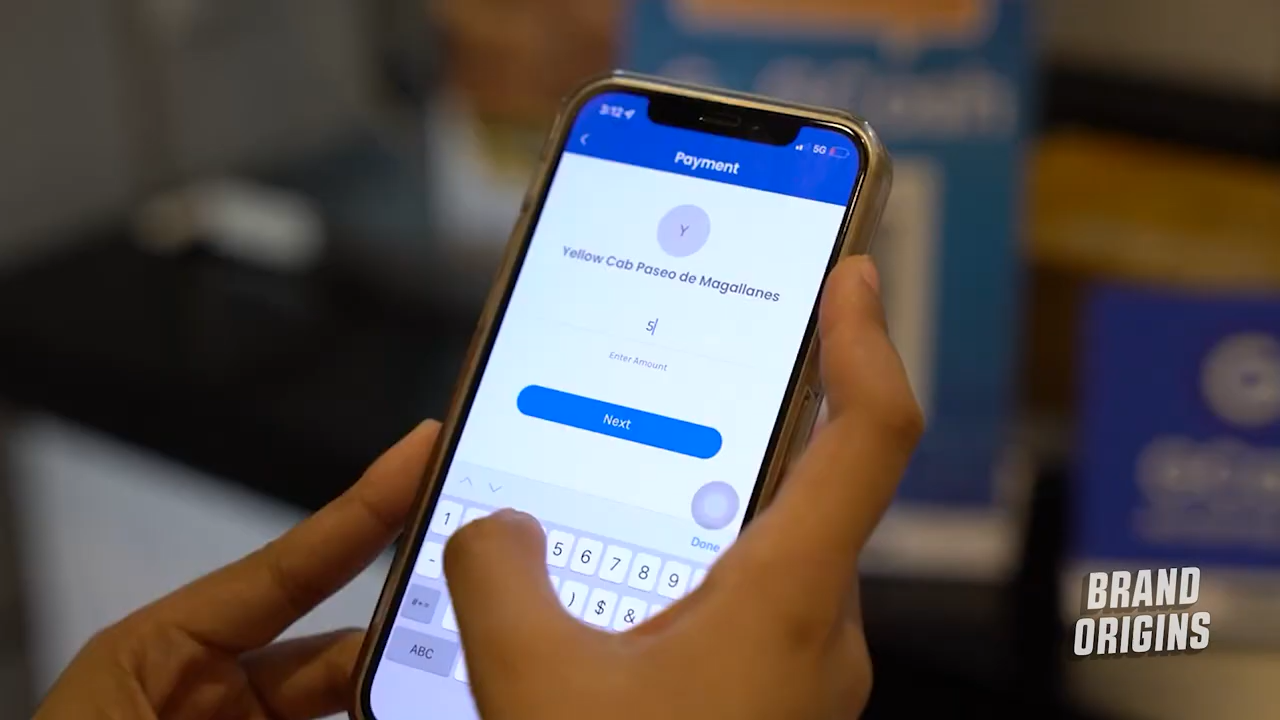 3:12
5G
Payment
Y
Yellow Cab Paseo de Magallanes
5
Enter Amount
Next
Done
1 5 6 7 8 9
- ) $ &
#+=
ABC
BRAND
ORIGINS